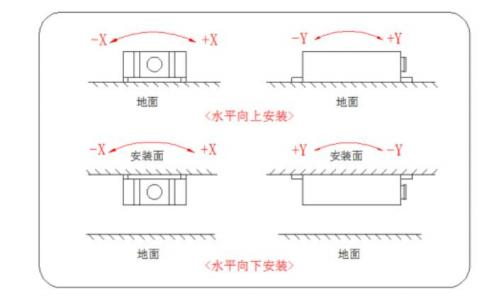 -X +X -Y +Y
地面 地面
<水平向上安装>
-X 安装面 +X +Y 安装面 -Y
地面 地面
<水平向下安装>